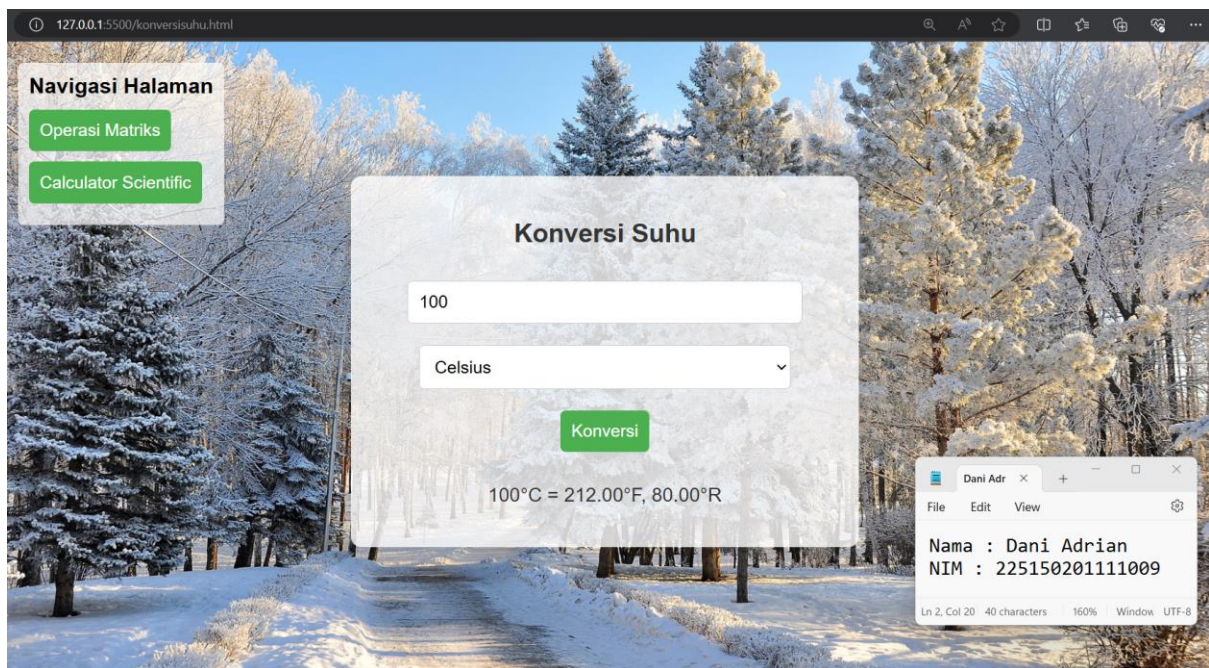 127.0.0.1:5500/konversisuhu.html
Navigasi Halaman
Operasi Matriks
Calculator Scientific
Konversi Suhu
100
Celsius
Konversi
100°C = 212.00°F, 80.00°R
Dani Adr
File Edit View
Nama : Dani Adrian
NIM : 225150201111009
Ln 2, Col 20 40 characters 160% Window UTF-8